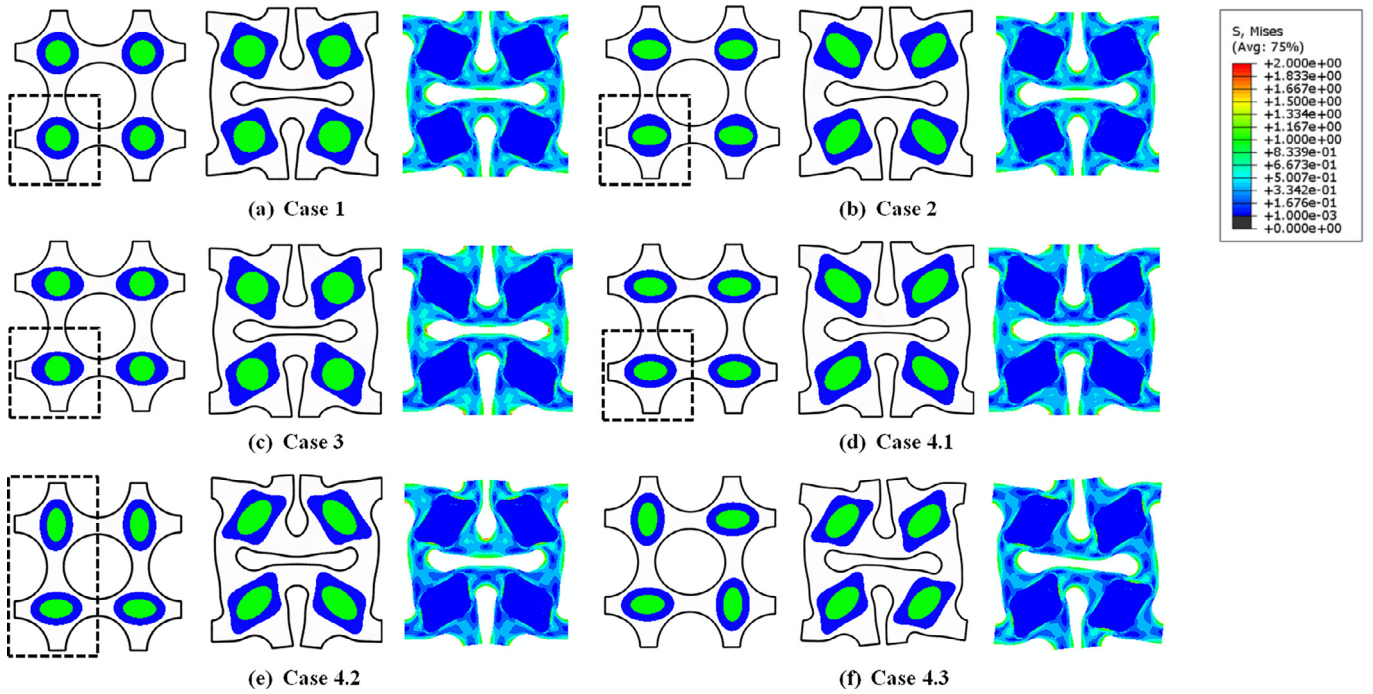 S, Mises
(Avg: 75%)
+2.000e+00
+1.833e+00
+1.667e+00
+1.500e+00
+1.334e+00
+1.167e+00
+1.000e+00
+8.339e-01
+6.673e-01
+5.007e-01
+3.342e-01
+1.676e-01
+1.000e-03
+0.000e+00
(a) Case 1
(b) Case 2
(c) Case 3
(d) Case 4.1
(e) Case 4.2
(f) Case 4.3